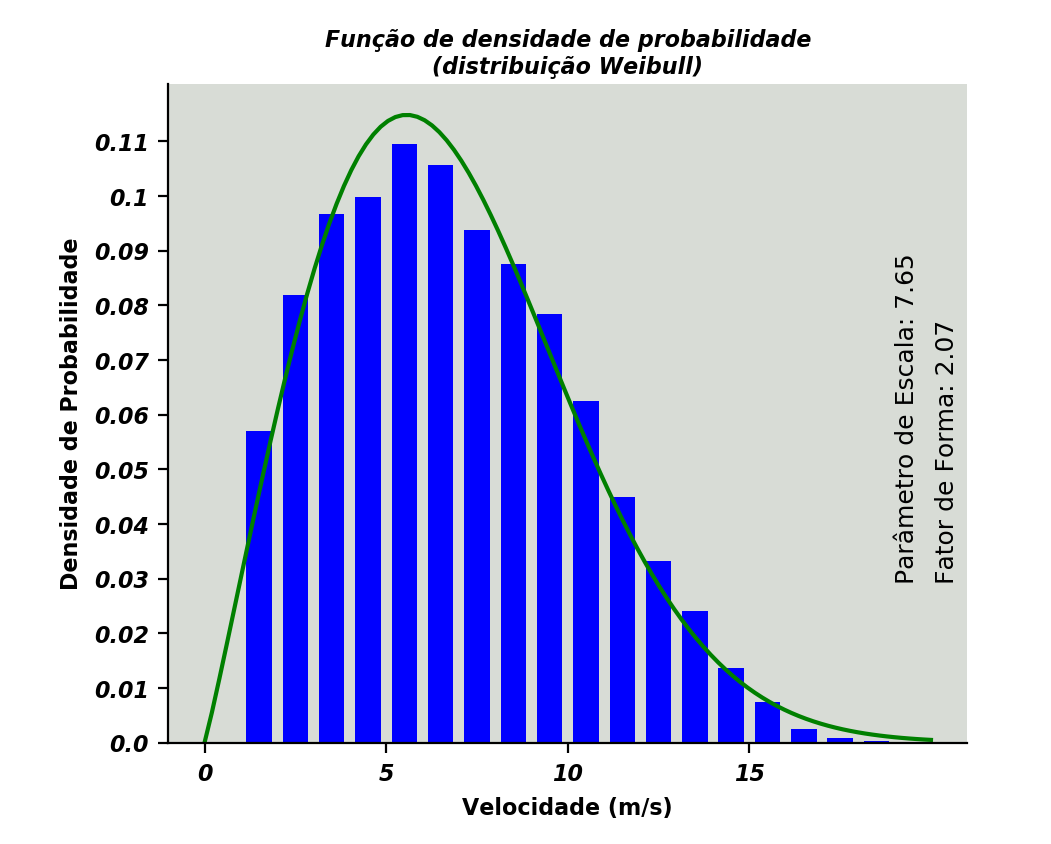 Função de densidade de probabilidade
(distribuição Weibull)
Densidade de Probabilidade
0.11
0.1
0.09
0.08
0.07
0.06
0.05
0.04
0.03
0.02
0.01
0.0
0
5
10
15
Velocidade (m/s)
Parâmetro de Escala: 7.65
Fator de Forma: 2.07